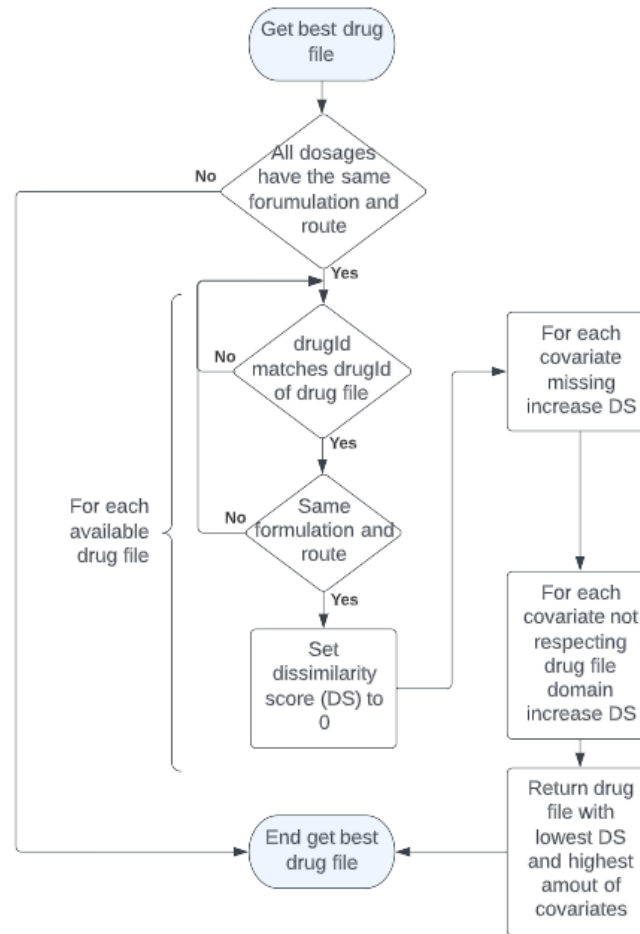 Get best drug
file
All dosages
have the same
forumulation and
route
No
Yes
drugId
matches drugId
of drug file
No
Yes
Same
formulation and
route
No
Yes
For each
available
drug file
Set
dissimilarity
score (DS) to
0
For each
covariate
missing
increase DS
For each
covariate not
respecting
drug file
domain
increase DS
Return drug
file with
lowest DS
and highest
amout of
covariates
End get best
drug file